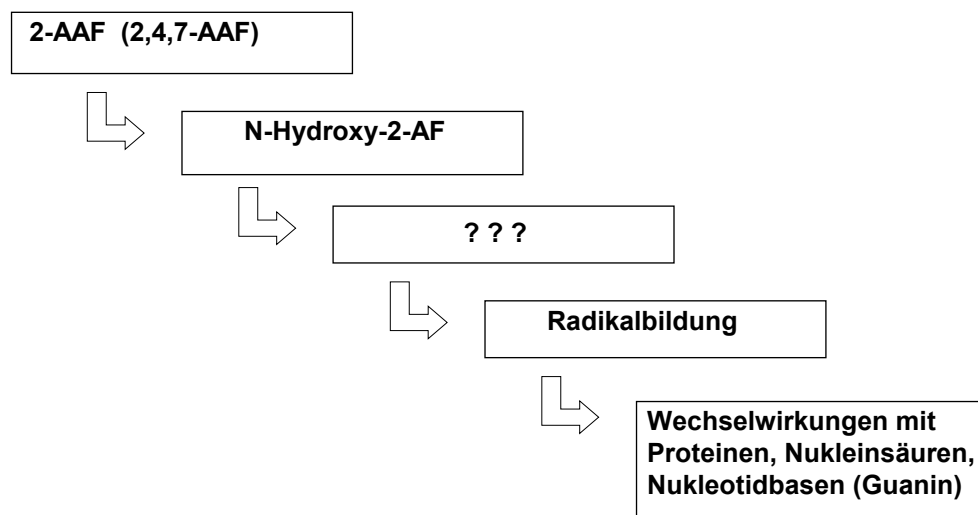 2-AAF (2,4,7-AAF)
N-Hydroxy-2-AF
? ? ?
Radikalbildung
Wechselwirkungen mit
Proteinen, Nukleinsäuren,
Nukleotidbasen (Guanin)